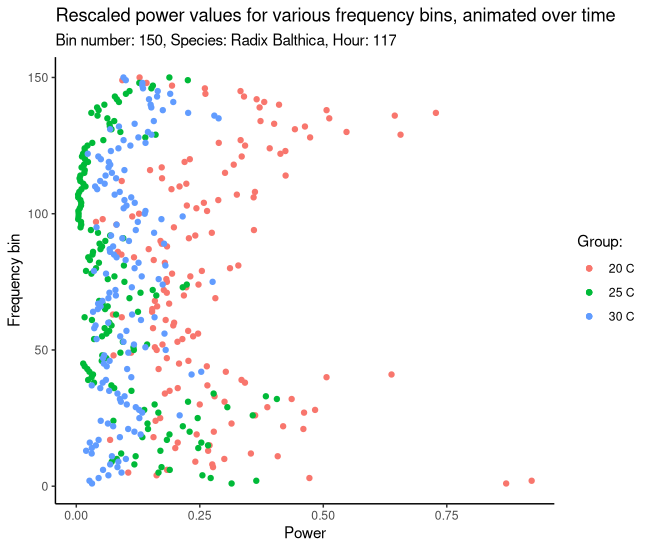 Rescaled power values for various frequency bins, animated over time
Bin number: 150, Species: Radix Balthica, Hour: 117
150
100
50
0
Frequency bin
0.00 0.25 0.50 0.75
Power
Group:
20 C
25 C
30 C